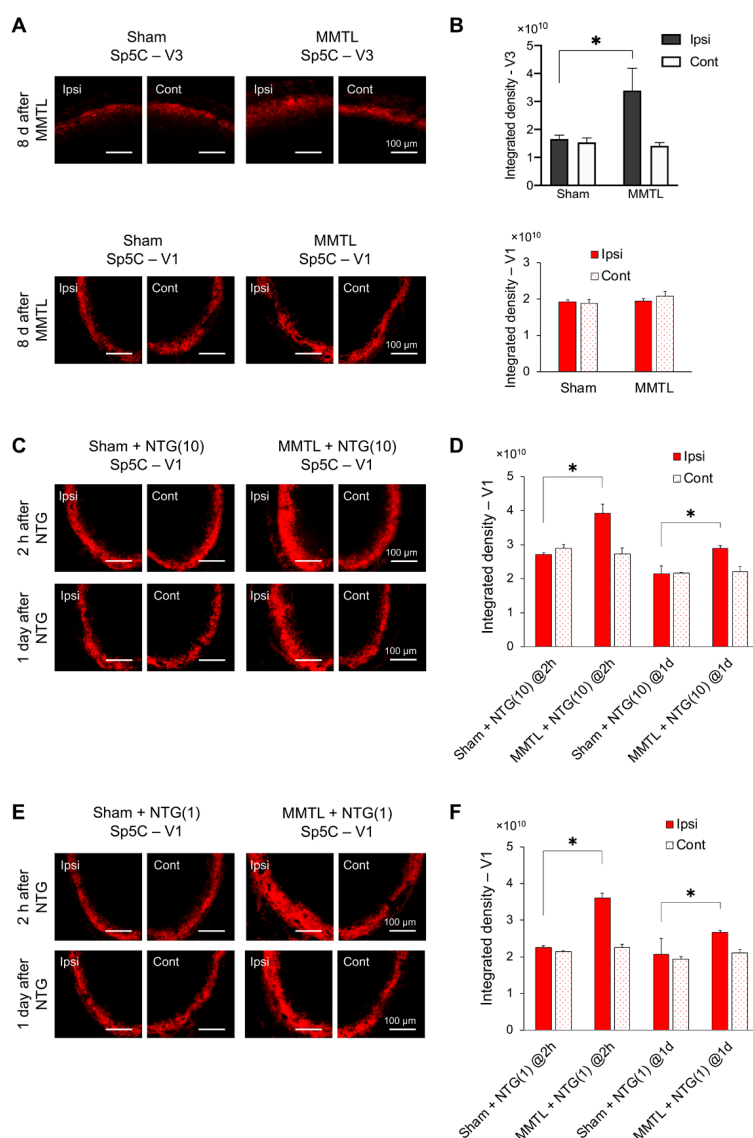 A
Sham
Sp5C – V3
MMTL
Sp5C – V3
8 d after
MMTL
Ipsi
Cont
100 µm
B
×10¹⁰
Integrated density - V3
*
Ipsi
Cont
4
3
2
1
0
Sham
MMTL
Sham
Sp5C – V1
MMTL
Sp5C – V1
8 d after
MMTL
Ipsi
Cont
Ipsi
Cont
100 µm
×10¹⁰
Integrated density – V1
Ipsi
Cont
3
2
1
0
Sham
MMTL
C
Sham + NTG(10)
Sp5C – V1
MMTL + NTG(10)
Sp5C – V1
2 h after
NTG
Ipsi
Cont
Ipsi
Cont
100 µm
1 day after
NTG
Ipsi
Cont
Ipsi
Cont
100 µm
D
×10¹⁰
Integrated density – V1
Ipsi
Cont
*
*
5
4
3
2
1
0
Sham + NTG(10) @2h
MMTL + NTG(10) @2h
Sham + NTG(10) @1d
MMTL + NTG(10) @1d
E
Sham + NTG(1)
Sp5C – V1
MMTL + NTG(1)
Sp5C – V1
2 h after
NTG
Ipsi
Cont
Ipsi
Cont
100 µm
1 day after
NTG
Ipsi
Cont
Ipsi
Cont
100 µm
F
×10¹⁰
Integrated density – V1
Ipsi
Cont
*
*
5
4
3
2
1
0
Sham + NTG(1) @2h
MMTL + NTG(1) @2h
Sham + NTG(1) @1d
MMTL + NTG(1) @1d